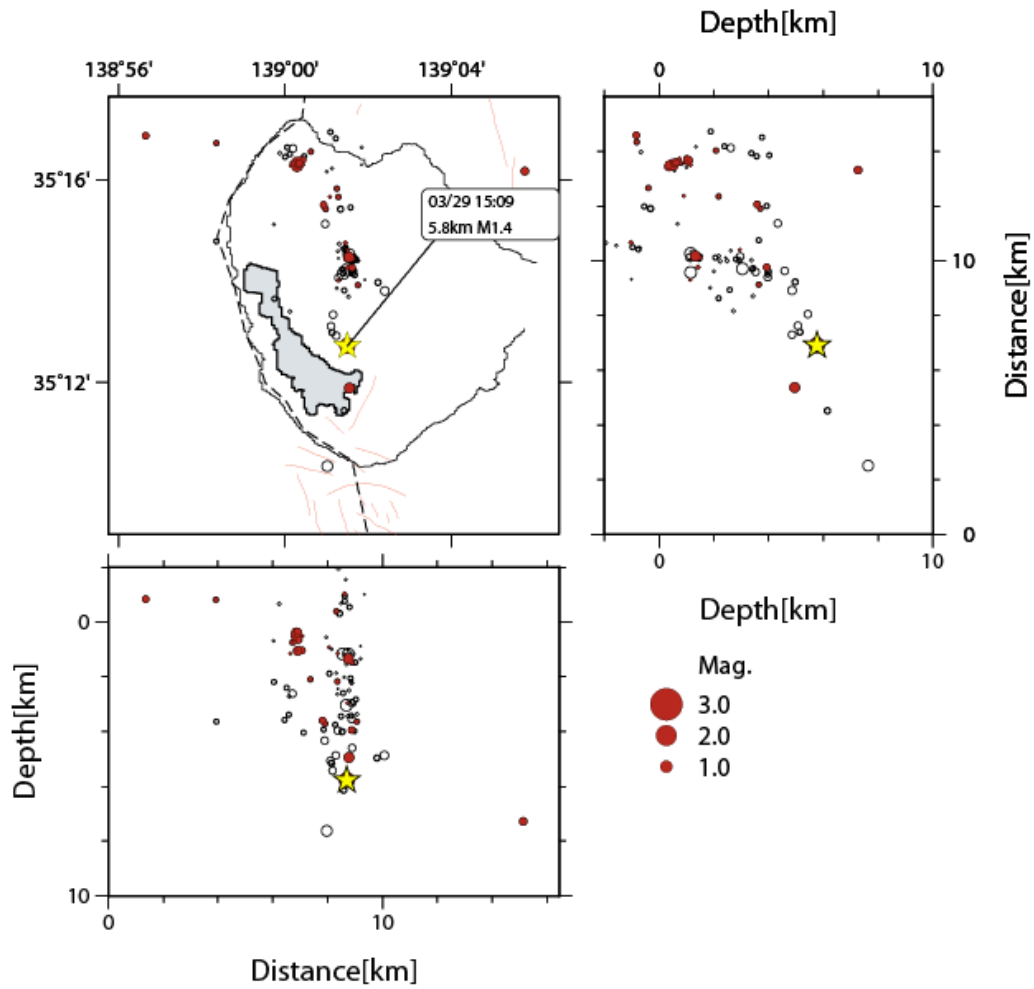 Depth[km]
138°56'
139°00'
139°04'
0
10
35°16'
03/29 15:09
5.8km M1.4
10
35°12'
Distance[km]
0
0
10
0
Depth[km]
Depth[km]
Mag.
3.0
2.0
1.0
10
0
10
Distance[km]